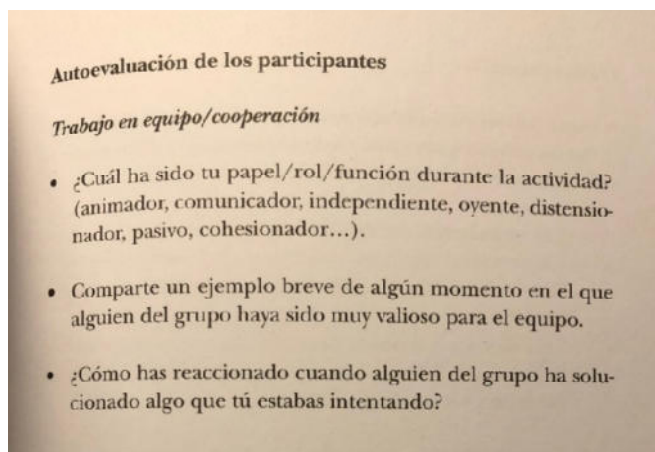 Autoevaluación de los participantes
Trabajo en equipo/cooperación
• ¿Cuál ha sido tu papel/rol/función durante la actividad?
(animador, comunicador, independiente, oyente, distensio-
nador, pasivo, cohesionador…).
• Comparte un ejemplo breve de algún momento en el que
alguien del grupo haya sido muy valioso para el equipo.
• ¿Cómo has reaccionado cuando alguien del grupo ha solu-
cionado algo que tú estabas intentando?